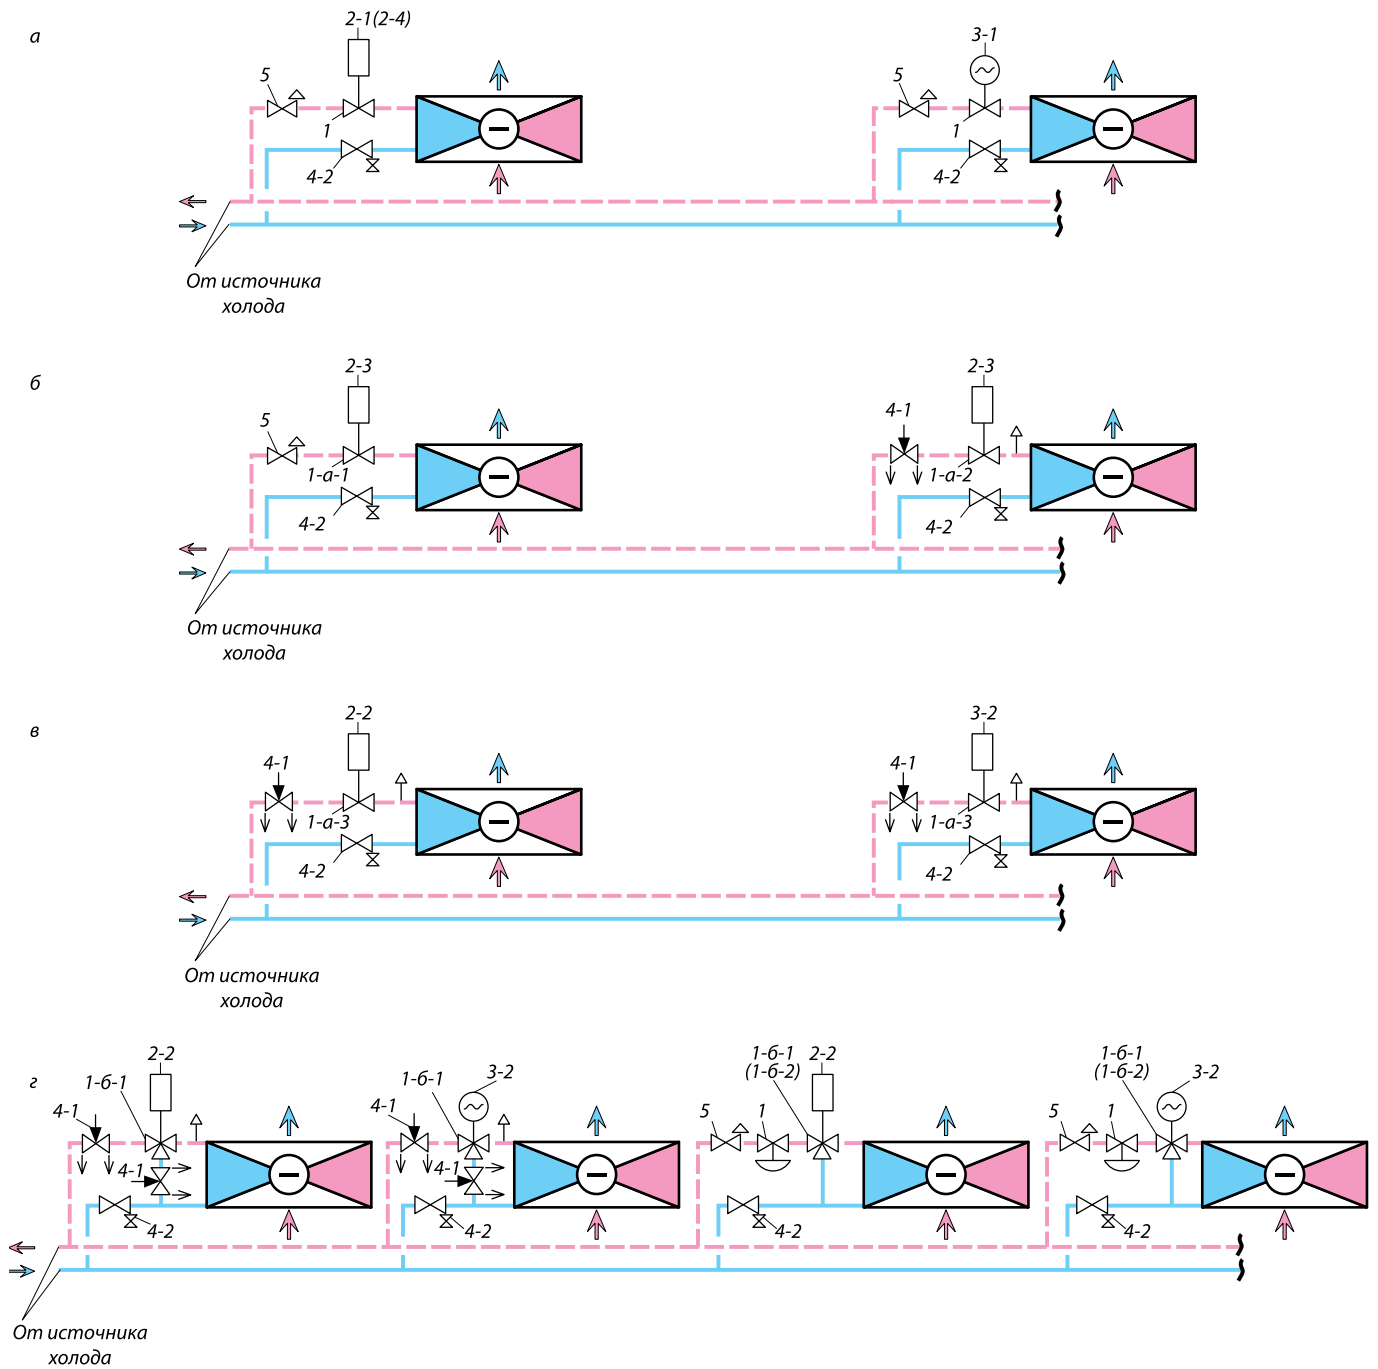 а
2-1(2-4)
3-1
5
5
1
1
4-2
4-2
От источника
холода
б
2-3
2-3
4-1
5
1-а-1
1-а-2
4-2
4-2
От источника
холода
в
2-2
3-2
4-1
4-1
1-а-3
1-а-3
4-2
4-2
От источника
холода
г
2-2
1-б-1
4-1
4-1
4-2
3-2
1-б-1
4-1
4-1
4-2
1-б-1
(1-б-2)
2-2
5
1
4-2
1-б-1
(1-б-2)
3-2
5
1
4-2
От источника
холода